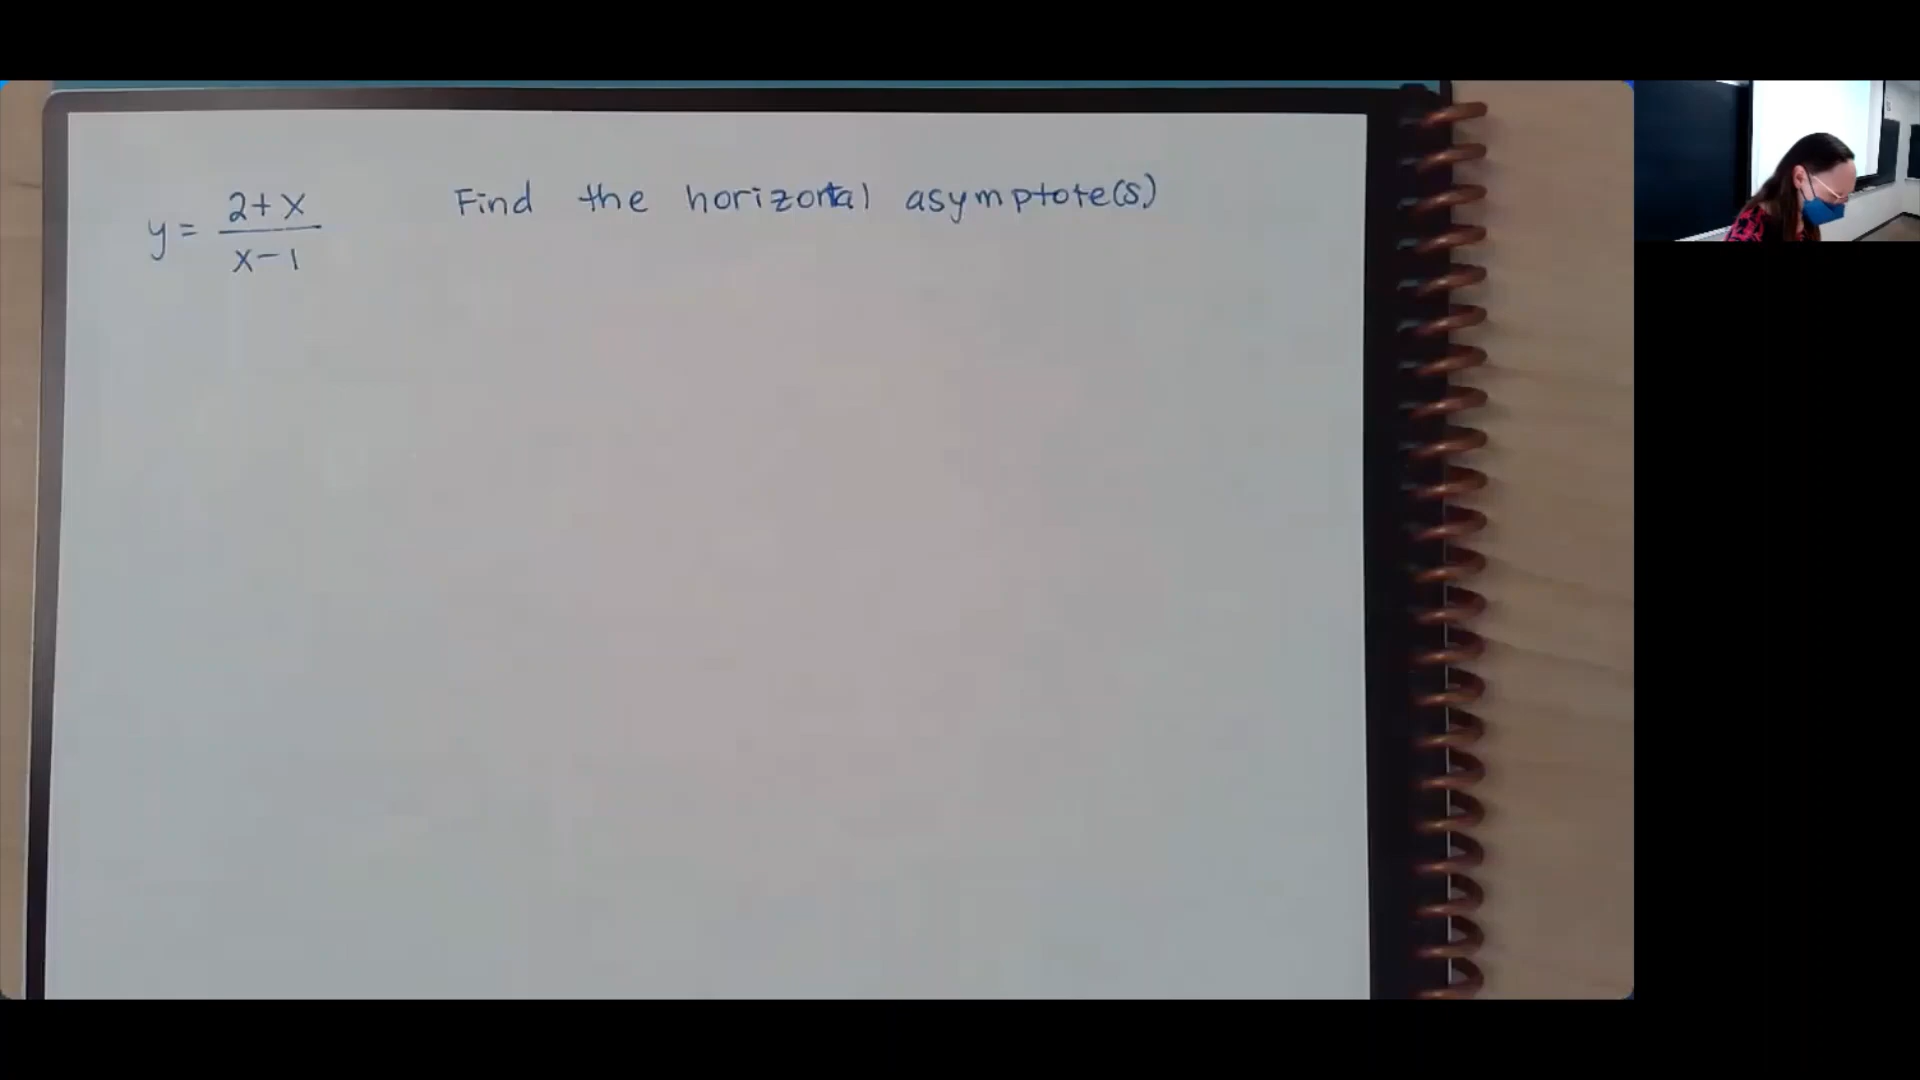 y = 2+x / x-1 Find the horizontal asymptote(s)